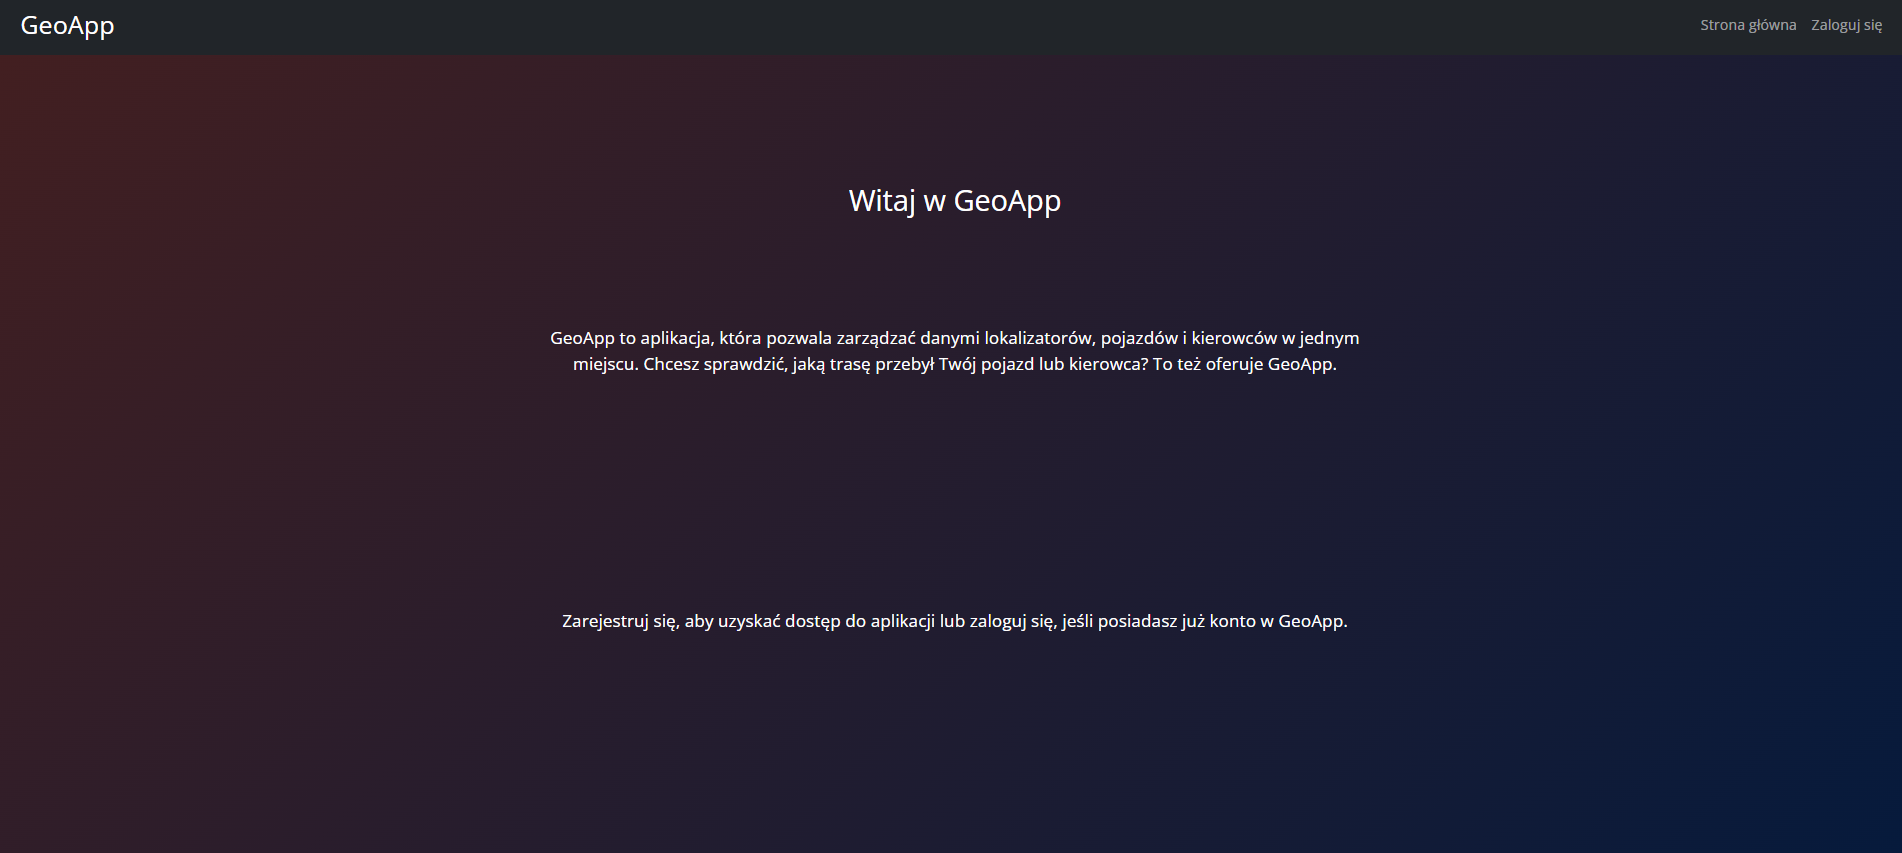 GeoApp
Strona główna
Zaloguj się
Witaj w GeoApp
GeoApp to aplikacja, która pozwala zarządzać danymi lokalizatorów, pojazdów i kierowców w jednym
miejscu. Chcesz sprawdzić, jaką trasę przebył Twój pojazd lub kierowca? To też oferuje GeoApp.
Zarejestruj się, aby uzyskać dostęp do aplikacji lub zaloguj się, jeśli posiadasz już konto w GeoApp.